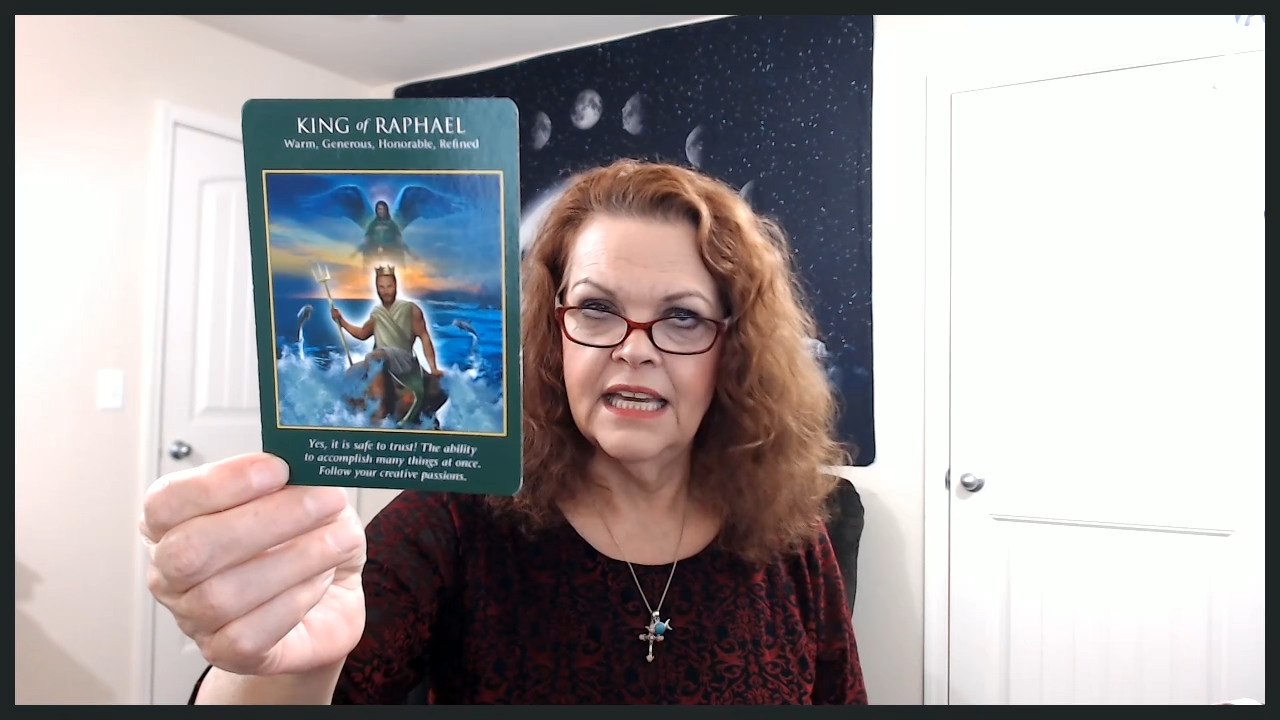 KING of RAPHAEL
Warm, Generous, Honorable, Refined
Yes, it is safe to trust! The ability
to accomplish many things at once.
Follow your creative passions.